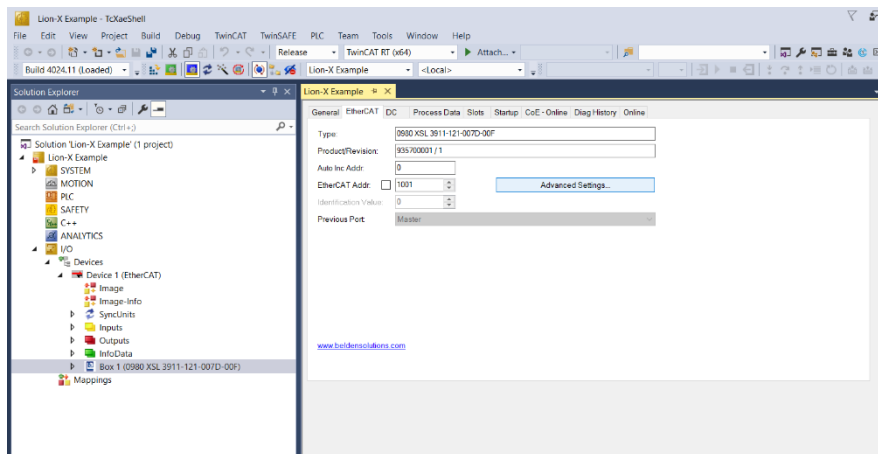 Lion-X Example - TcXaeShell
File Edit View Project Build Debug TwinCAT TwinSAFE PLC Team Tools Window Help
Release TwinCAT RT (x64) Attach...
Build 4024.11 (Loaded) Lion-X Example <Local>
Solution Explorer
Search Solution Explorer (Ctrl+;)
Solution 'Lion-X Example' (1 project)
Lion-X Example
SYSTEM
MOTION
PLC
SAFETY
C++
ANALYTICS
I/O
Devices
Device 1 (EtherCAT)
Image
Image-Info
SyncUnits
Inputs
Outputs
InfoData
Box 1 (0980 XSL 3911-121-007D-00F)
Mappings
Lion-X Example
General EtherCAT DC Process Data Slots Startup CoE - Online Diag History Online
Type: 0980 XSL 3911-121-007D-00F
Product/Revision: 935700001 / 1
Auto Inc Addr: 0
EtherCAT Addr: 1001 Advanced Settings...
Identification Value: 0
Previous Port: Master
www.beldensolutions.com